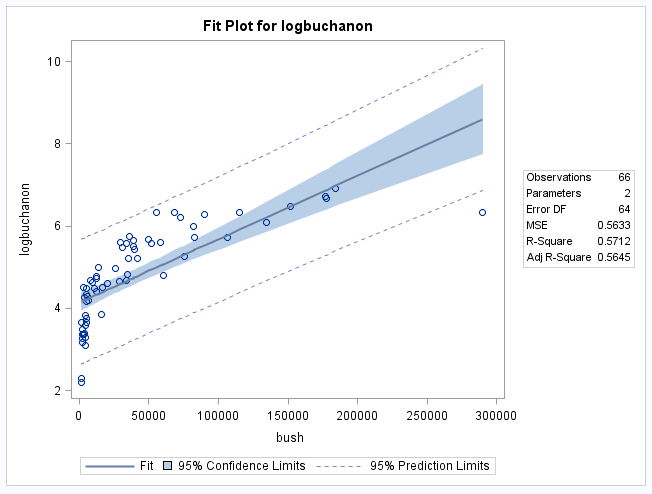 Fit Plot for logbuchanon
10
8
6
4
2
logbuchanon
0 50000 100000 150000 200000 250000 300000
bush
Observations 66
Parameters 2
Error DF 64
MSE 0.5633
R-Square 0.5712
Adj R-Square 0.5645
Fit 95% Confidence Limits 95% Prediction Limits